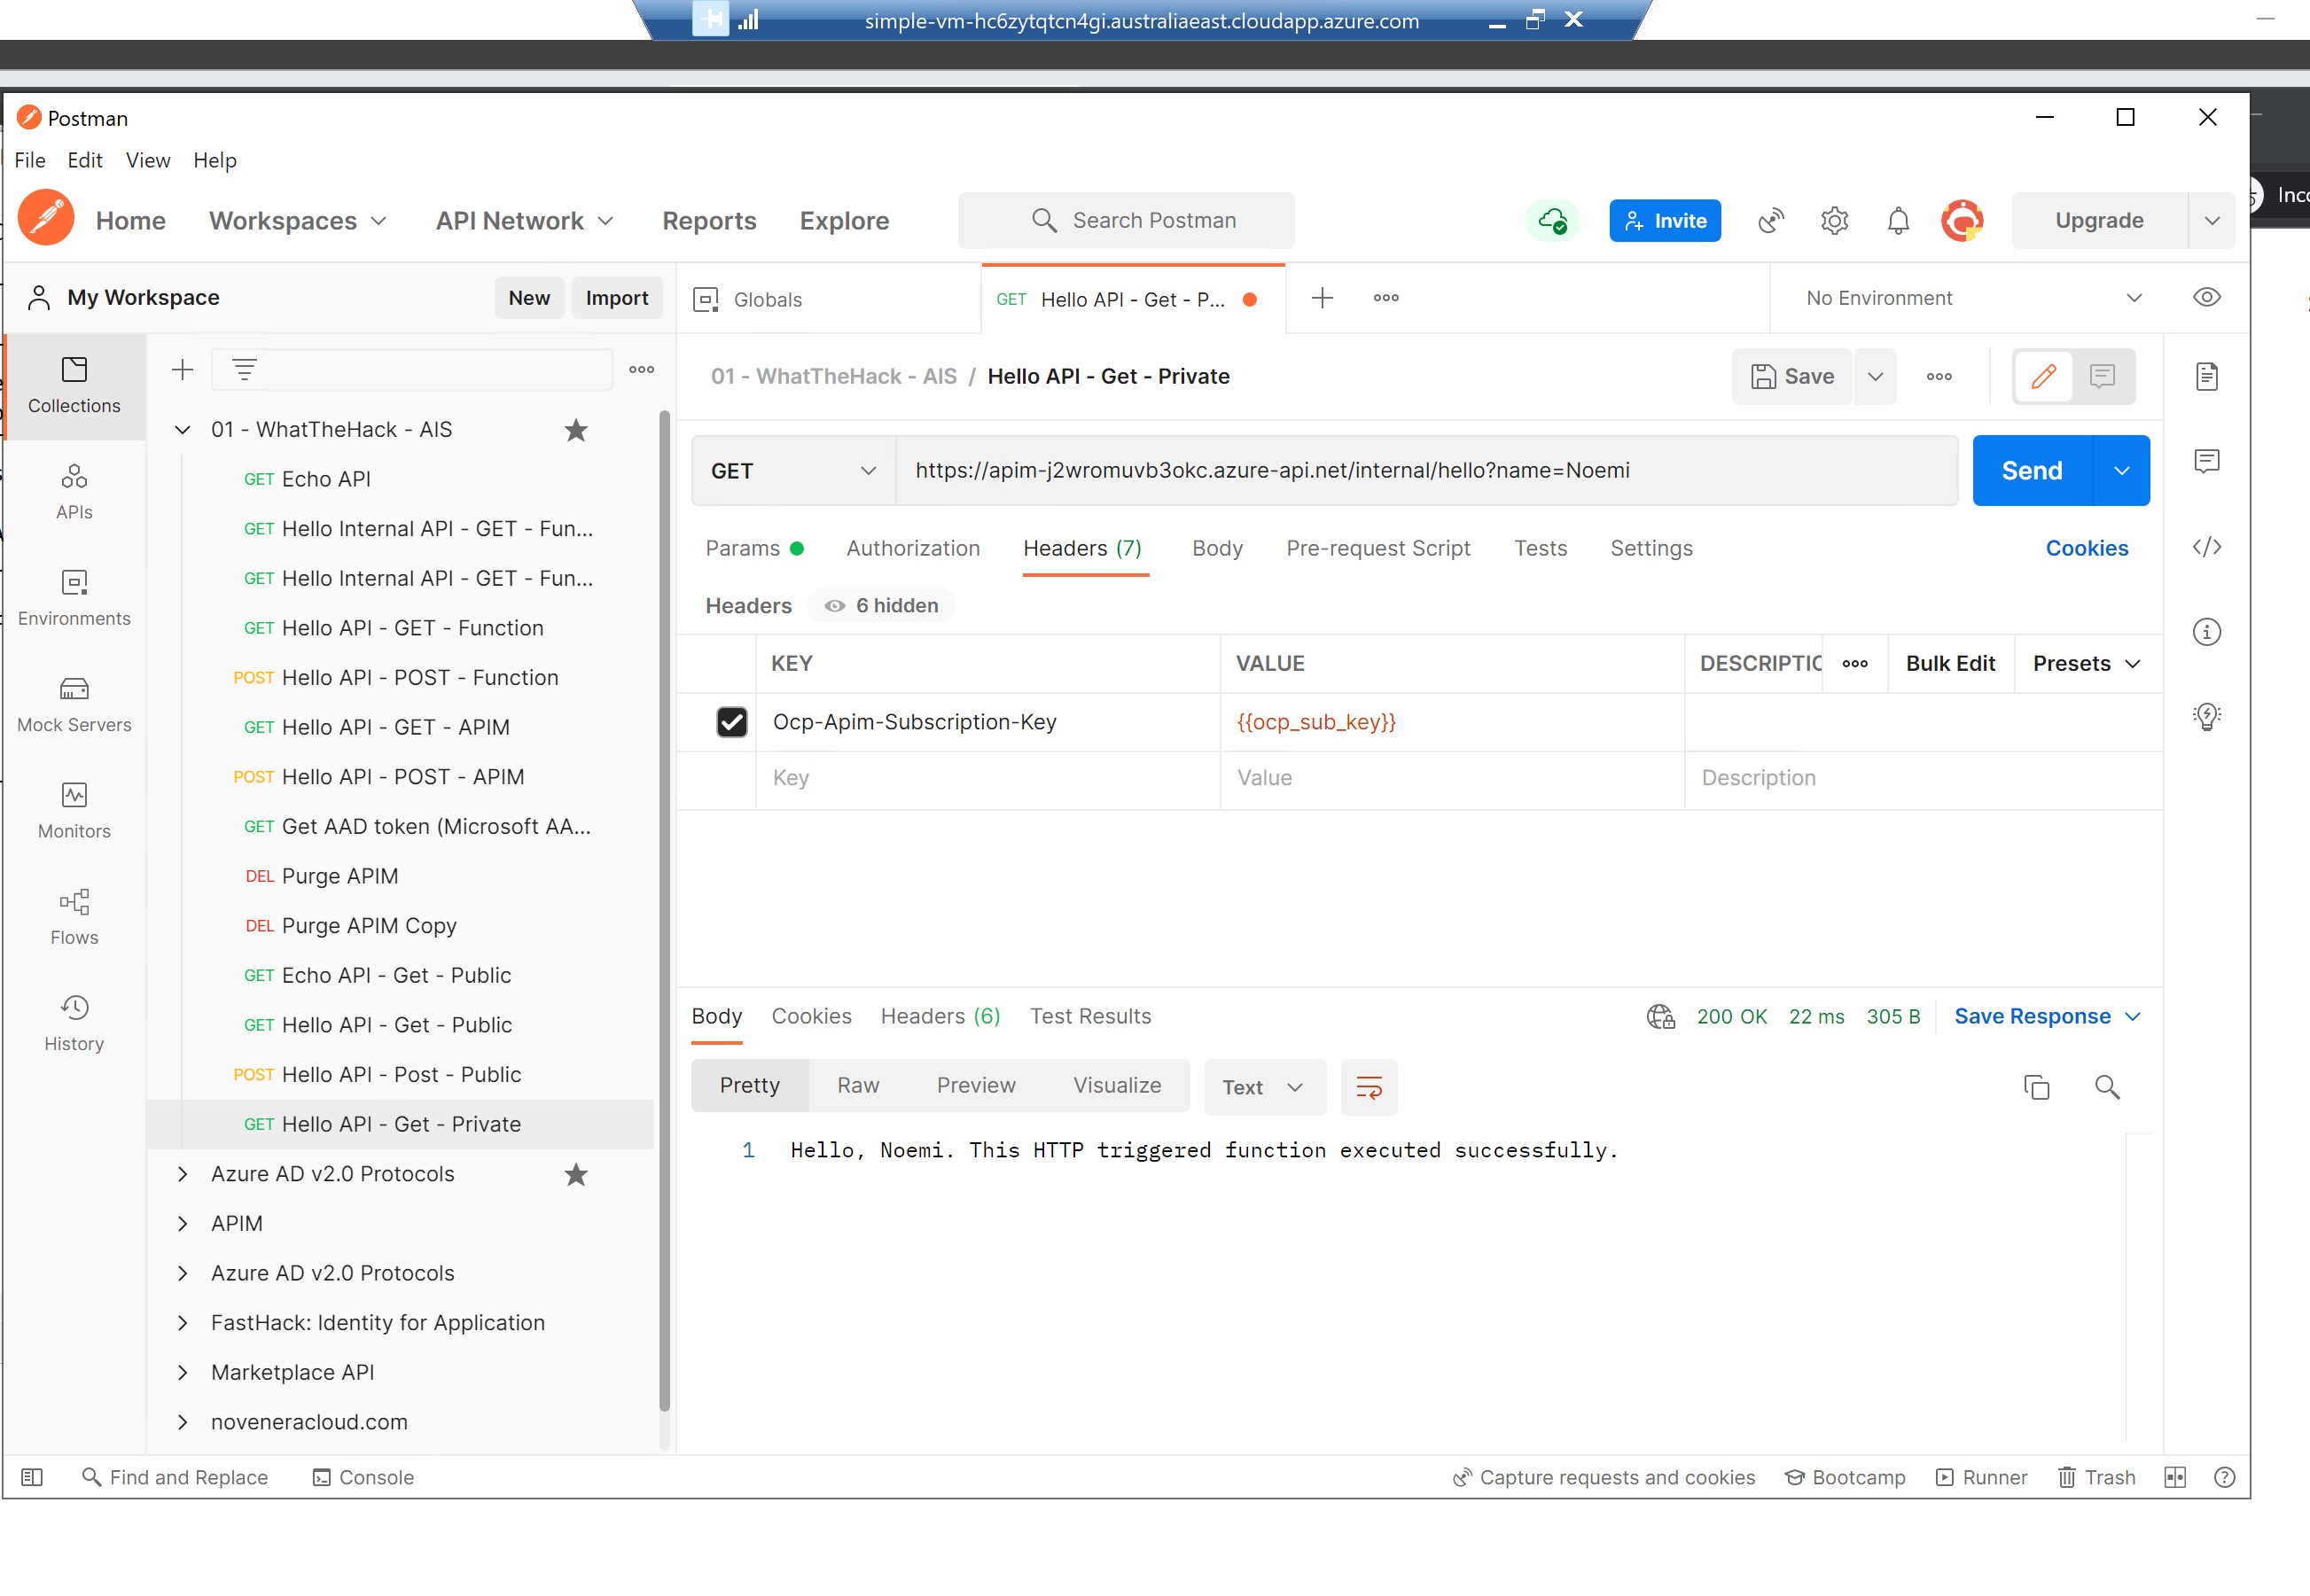 simple-vm-hc6zytqtcn4gi.australiaeast.cloudapp.azure.com
Postman
File Edit View Help
Home Workspaces API Network Reports Explore Search Postman Invite Upgrade
My Workspace New Import Globals GET Hello API - Get - P... No Environment
Collections
APIs
Environments
Mock Servers
Monitors
Flows
History
01 - WhatTheHack - AIS
GET Echo API
GET Hello Internal API - GET - Fun...
GET Hello Internal API - GET - Fun...
GET Hello API - GET - Function
POST Hello API - POST - Function
GET Hello API - GET - APIM
POST Hello API - POST - APIM
GET Get AAD token (Microsoft AA...
DEL Purge APIM
DEL Purge APIM Copy
GET Echo API - Get - Public
GET Hello API - Get - Public
POST Hello API - Post - Public
GET Hello API - Get - Private
Azure AD v2.0 Protocols
APIM
Azure AD v2.0 Protocols
FastHack: Identity for Application
Marketplace API
noveneracloud.com
01 - WhatTheHack - AIS / Hello API - Get - Private Save
GET https://apim-j2wromuvb3okc.azure-api.net/internal/hello?name=Noemi Send
Params Authorization Headers (7) Body Pre-request Script Tests Settings Cookies
Headers 6 hidden
KEY VALUE DESCRIPTIO Bulk Edit Presets
Ocp-Apim-Subscription-Key {{ocp_sub_key}}
Key Value Description
Body Cookies Headers (6) Test Results 200 OK 22 ms 305 B Save Response
Pretty Raw Preview Visualize Text
1 Hello, Noemi. This HTTP triggered function executed successfully.
Find and Replace Console Capture requests and cookies Bootcamp Runner Trash